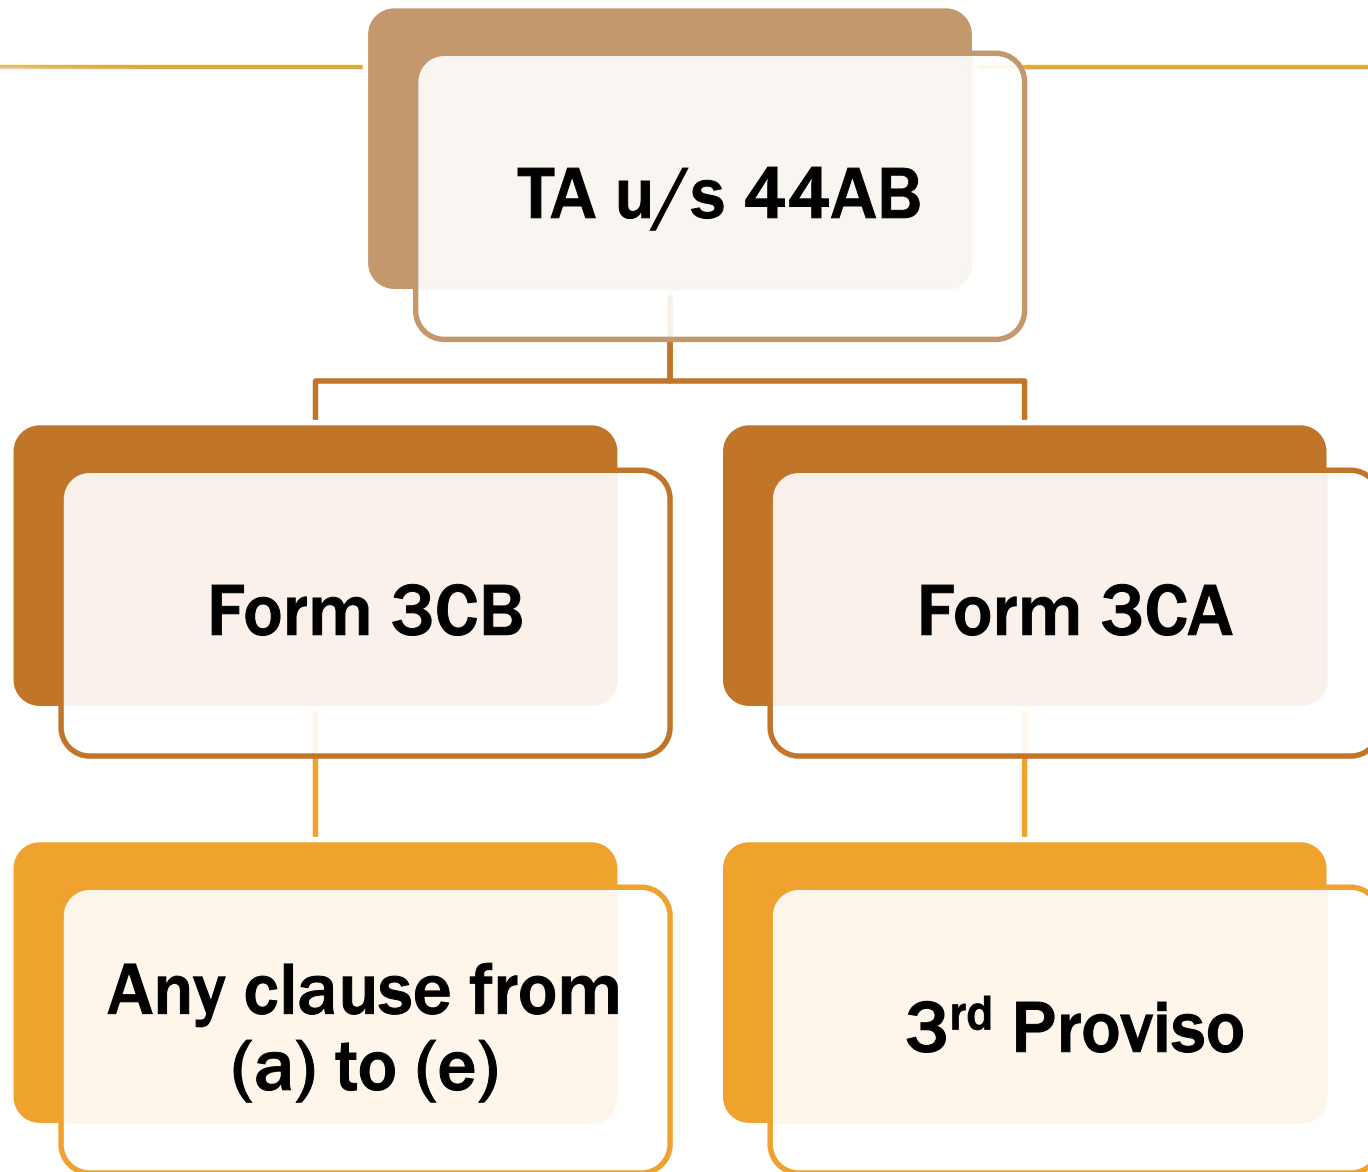 TA u/s 44AB
Form 3CB
Form 3CA
Any clause from
(a) to (e)
3rd Proviso